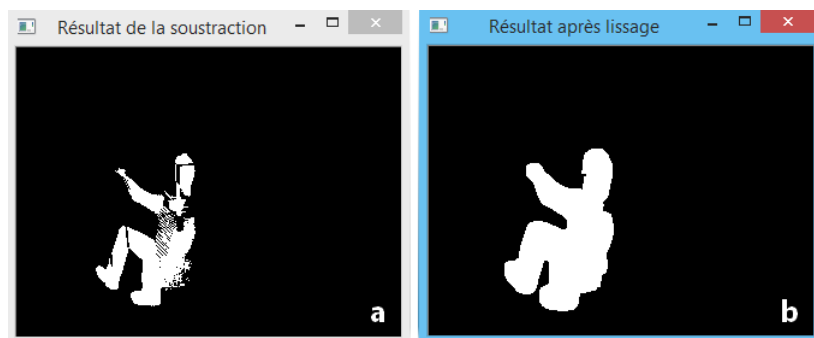 Résultat de la soustraction
Résultat après lissage
a
b